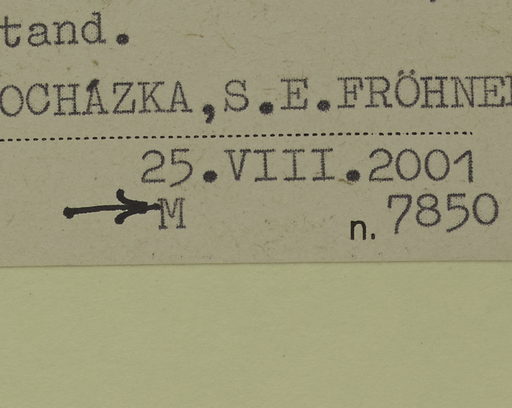 tand.
OCHÁZKA,S.E.FRÖHNE
25.VIII.2001
M n. 7850